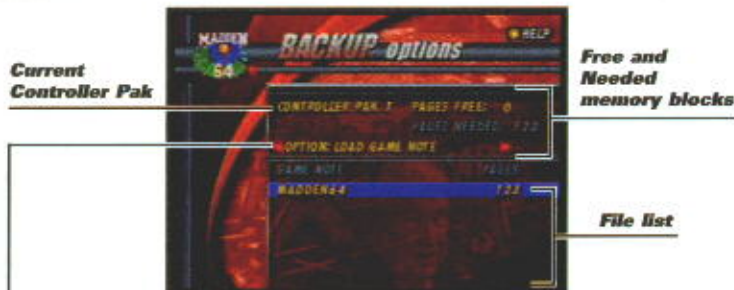 MADDEN
64
BACKUP options
HELP
Current
Controller Pak
Free and
Needed
memory blocks
CONTROLLER PAK 1 PAGES FREE: 0
PAGES NEEDED: 123
OPTION: LOAD GAME NOTE
GAME NOTE PAGES
MADDEN64 123
File list